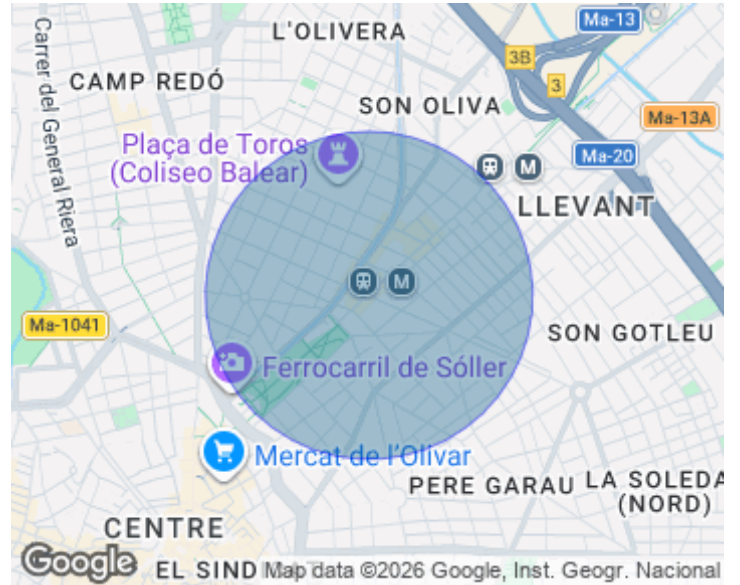 Ma-13
L'OLIVERA
3B
CAMP REDÓ
3
SON OLIVA
Carrer del General Riera
Ma-13A
Plaça de Toros
(Coliseo Balear)
Ma-20
M
LLEVANT
M
Ma-1041
SON GOTLEU
Ferrocarril de Sóller
Mercat de l'Olivar
PERE GARAU
LA SOLEDA
(NORD)
CENTRE
Google
EL SIND
Map data ©2026 Google, Inst. Geogr. Nacional